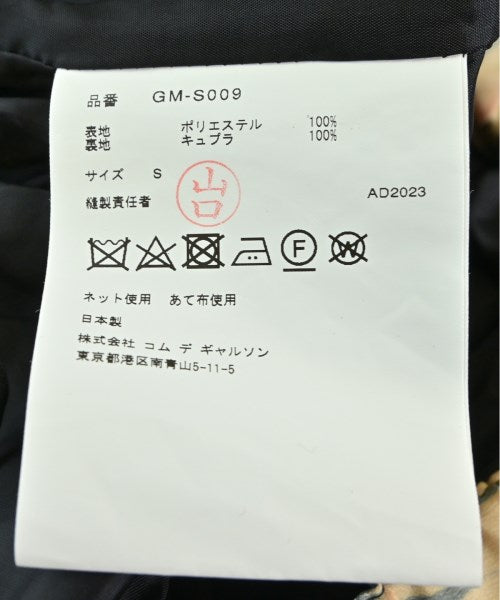 品番 GM-S009
表地 ポリエステル 100%
裏地 キュプラ 100%
サイズ S
縫製責任者 山口
AD2023
F W
ネット使用 あて布使用
日本製
株式会社 コム デ ギャルソン
東京都港区南青山5-11-5